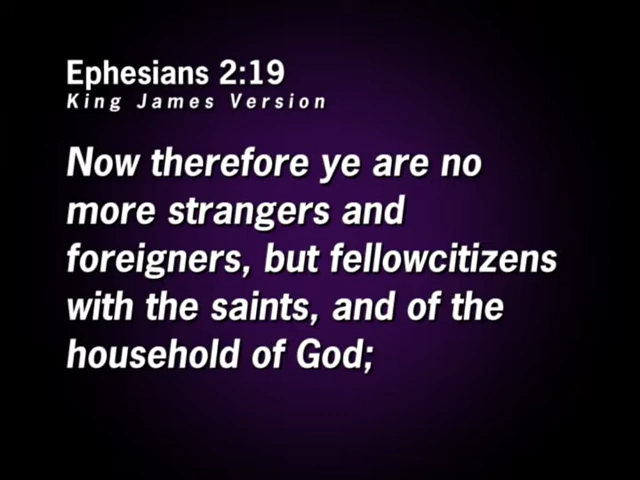 Ephesians 2:19
King James Version
Now therefore ye are no
more strangers and
foreigners, but fellowcitizens
with the saints, and of the
household of God;